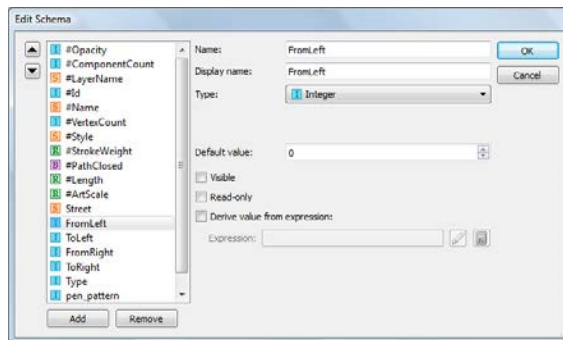 Edit Schema
I #Opacity
I #ComponentCount
S #LayerName
I #Id
S #Name
I #VertexCount
S #Style
R #StrokeWeight
B #PathClosed
R #Length
R #ArtScale
S Street
I FromLeft
I ToLeft
I FromRight
I ToRight
I Type
I pen_pattern
Add Remove
Name: FromLeft
Display name: FromLeft
Type: I Integer
Default value: 0
Visible
Read-only
Derive value from expression:
Expression:
OK
Cancel